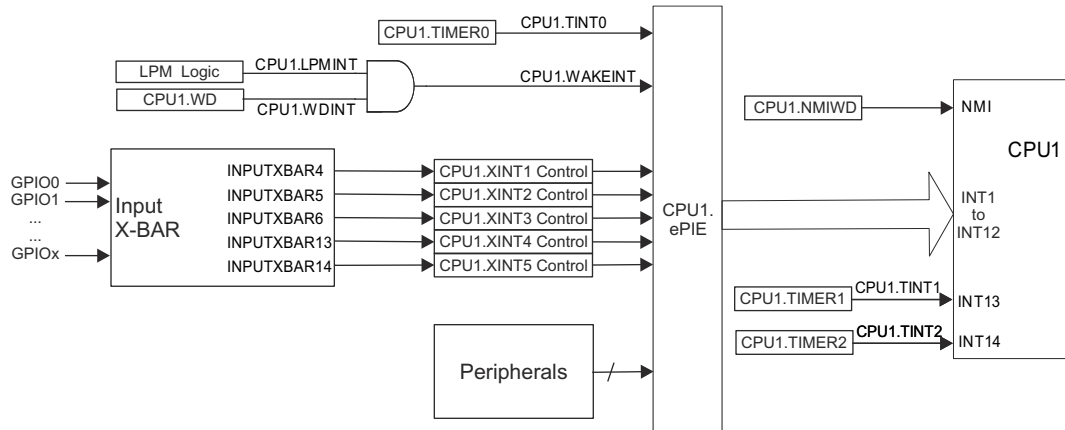 CPU1.TIMER0
CPU1.TINT0
LPM Logic
CPU1.LPMINT
CPU1.WD
CPU1.WDINT
CPU1.WAKEINT
GPIO0
GPIO1
...
...
GPIOx
Input
X-BAR
INPUTXBAR4
INPUTXBAR5
INPUTXBAR6
INPUTXBAR13
INPUTXBAR14
CPU1.XINT1 Control
CPU1.XINT2 Control
CPU1.XINT3 Control
CPU1.XINT4 Control
CPU1.XINT5 Control
Peripherals
CPU1.
ePIE
CPU1.NMIWD
NMI
CPU1
INT1
to
INT12
CPU1.TIMER1
CPU1.TINT1
INT13
CPU1.TIMER2
CPU1.TINT2
INT14